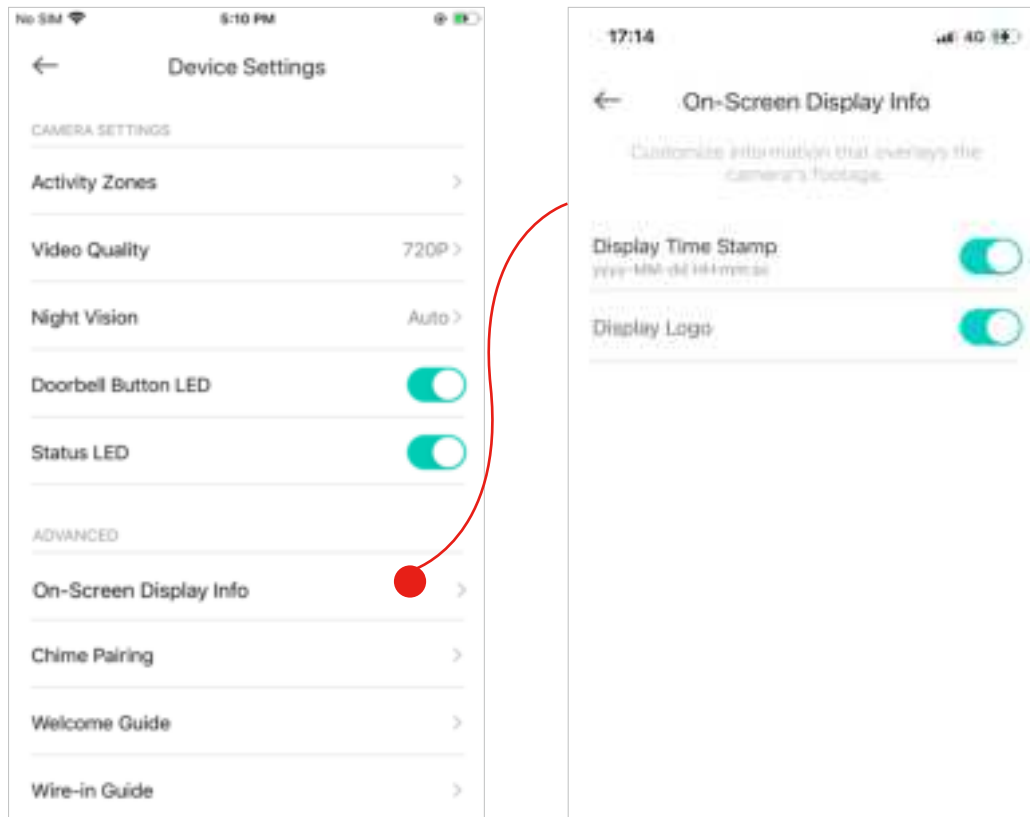 No SIM 5:10 PM
Device Settings
CAMERA SETTINGS
Activity Zones
Video Quality 720P
Night Vision Auto
Doorbell Button LED
Status LED
ADVANCED
On-Screen Display Info
Chime Pairing
Welcome Guide
Wire-in Guide
17:14 4G
On-Screen Display Info
Customize information that overlays the
camera's footage.
Display Time Stamp
yyyy-MM-dd HH:mm:ss
Display Logo